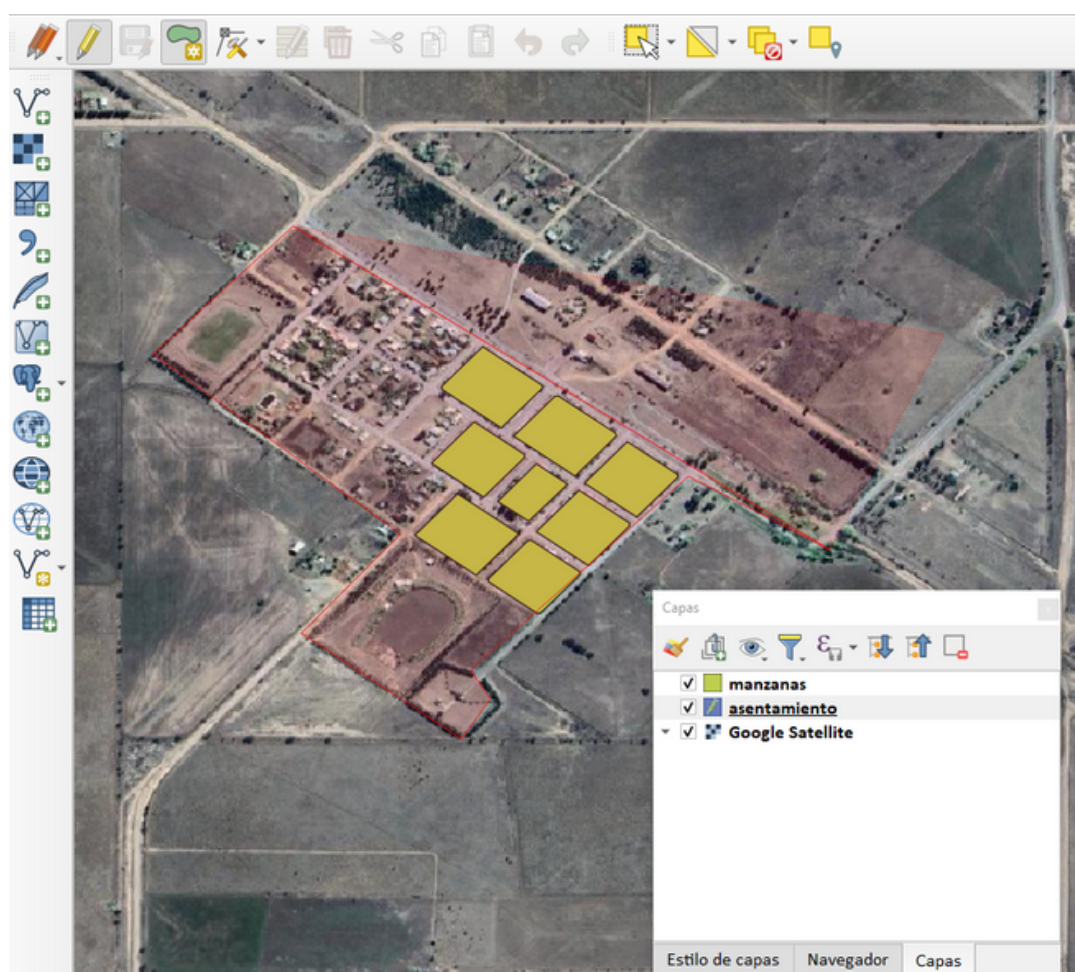 Capas
manzanas
asentamiento
Google Satellite
Estilo de capas
Navegador
Capas